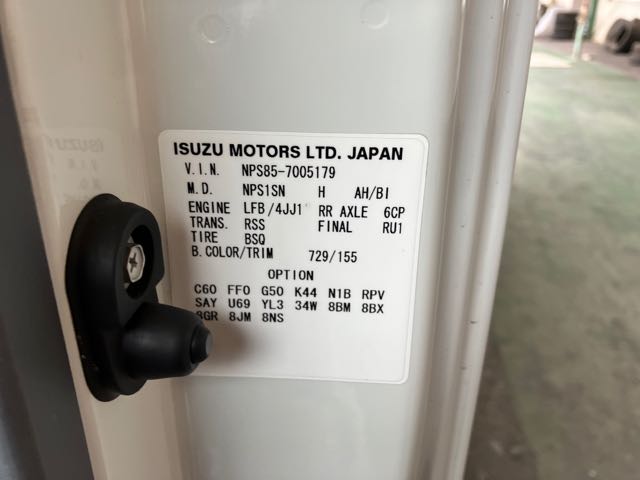 ISUZU MOTORS LTD. JAPAN
V.I.N. NPS85-7005179
M.D. NPS1SN H AH/BI
ENGINE LFB/4JJ1 RR AXLE 6CP
TRANS. RSS FINAL RU1
TIRE BSQ
B.COLOR/TRIM 729/155
OPTION
C60 FF0 G50 K44 N1B RPV
SAY U69 YL3 34W 8BM 8BX
8GR 8JM 8NS